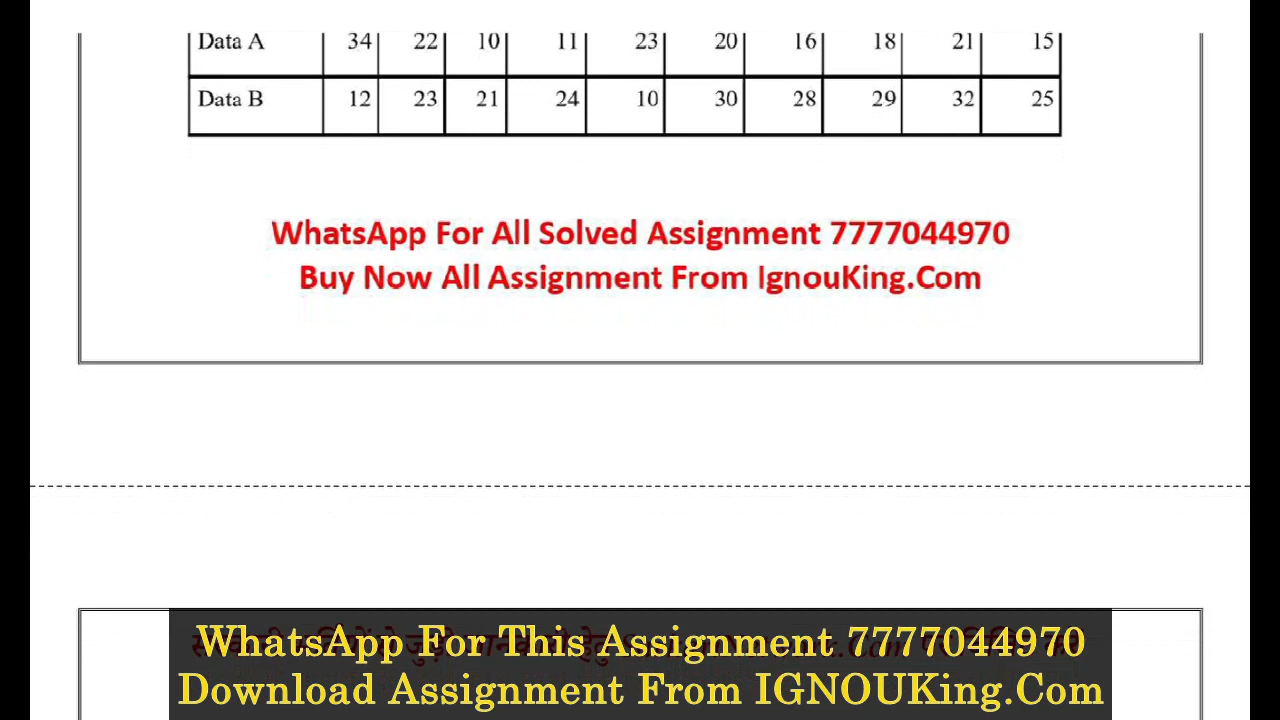 Data A 34 22 10 11 23 20 16 18 21 15
Data B 12 23 21 24 10 30 28 29 32 25
WhatsApp For All Solved Assignment 7777044970
Buy Now All Assignment From IgnouKing.Com
WhatsApp For This Assignment 7777044970
Download Assignment From IGNOUKing.Com